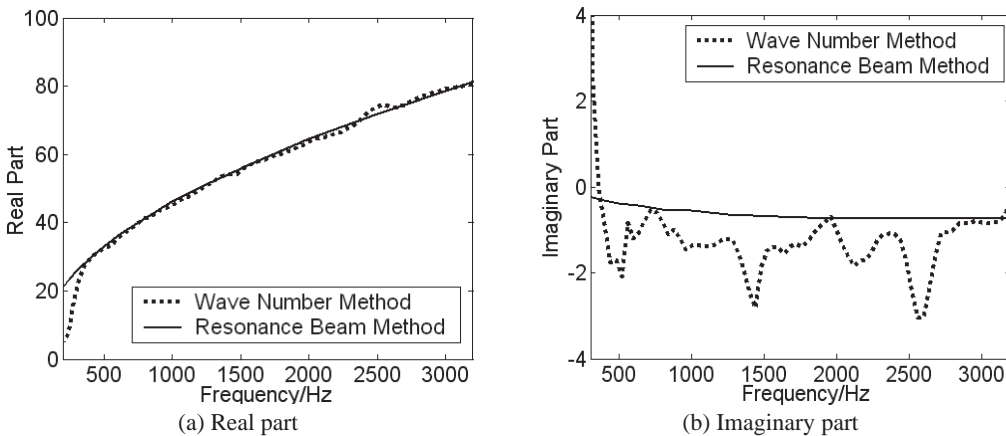 100
80
60
40
20
0
Real Part
Wave Number Method
Resonance Beam Method
500 1000 1500 2000 2500 3000
Frequency/Hz
(a) Real part
4
2
0
-2
-4
Imaginary Part
Wave Number Method
Resonance Beam Method
500 1000 1500 2000 2500 3000
Frequency/Hz
(b) Imaginary part